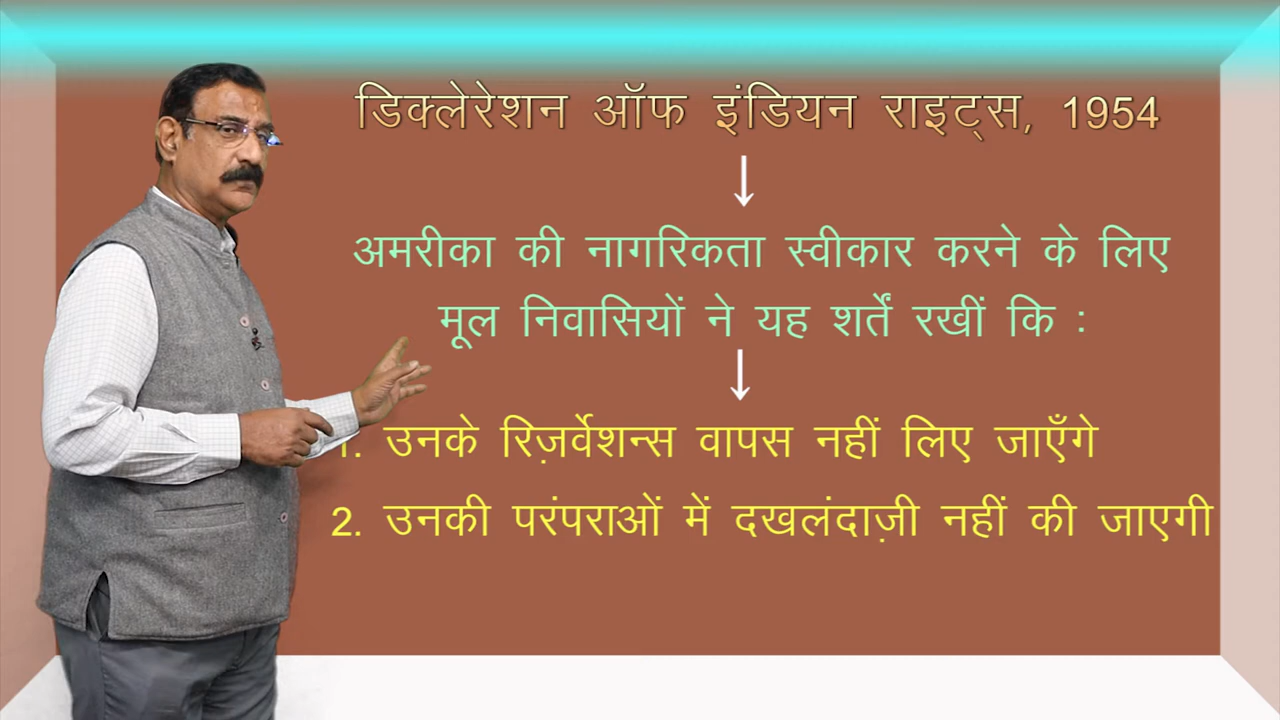 डिक्लेरेशन ऑफ इंडियन राइट्स, 1954
अमरीका की नागरिकता स्वीकार करने के लिए
मूल निवासियों ने यह शर्तें रखीं कि :
1. उनके रिज़र्वेशन्स वापस नहीं लिए जाएँगे
2. उनकी परंपराओं में दखलंदाज़ी नहीं की जाएगी